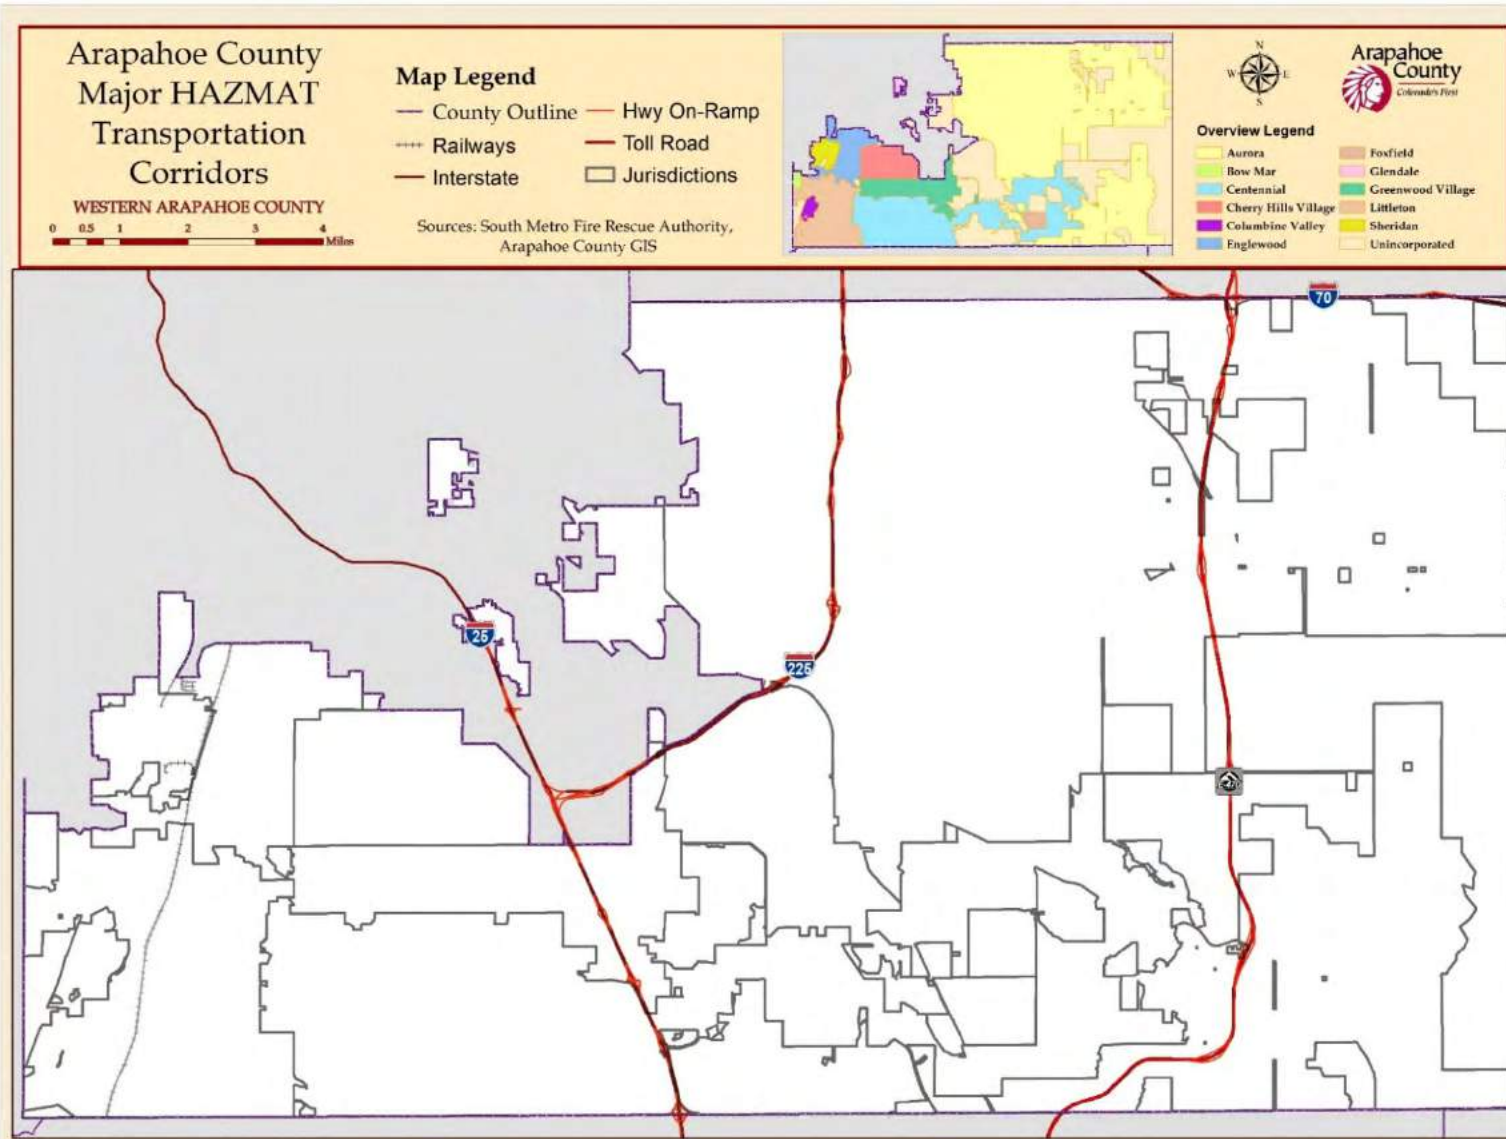 Arapahoe County
Major HAZMAT
Transportation
Corridors
WESTERN ARAPAHOE COUNTY
0 0.5 1 2 3 4
Miles
Map Legend
County Outline
Railways
Interstate
Hwy On-Ramp
Toll Road
Jurisdictions
Sources: South Metro Fire Rescue Authority,
Arapahoe County GIS
N
W E
S
Arapahoe
County
Colorado's First
Overview Legend
Aurora
Bow Mar
Centennial
Cherry Hills Village
Columbine Valley
Englewood
Foxfield
Glendale
Greenwood Village
Littleton
Sheridan
Unincorporated
70
25
225